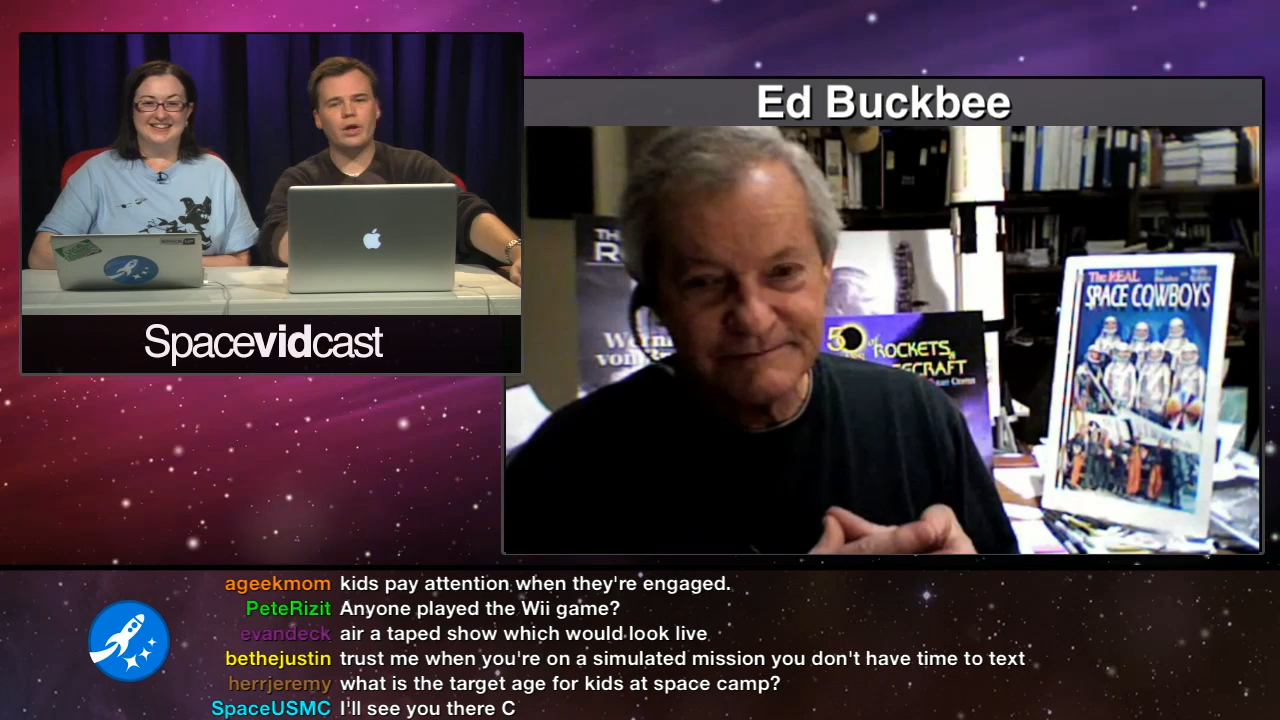 Ed Buckbee
Spacevidcast
The REAL
SPACE COWBOYS
50
of
ROCKETS
ageekmom kids pay attention when they're engaged.
PeteRizit Anyone played the Wii game?
evandeck air a taped show which would look live
bethejustin trust me when you're on a simulated mission you don't have time to text
herrjeremy what is the target age for kids at space camp?
SpaceUSMC I'll see you there C